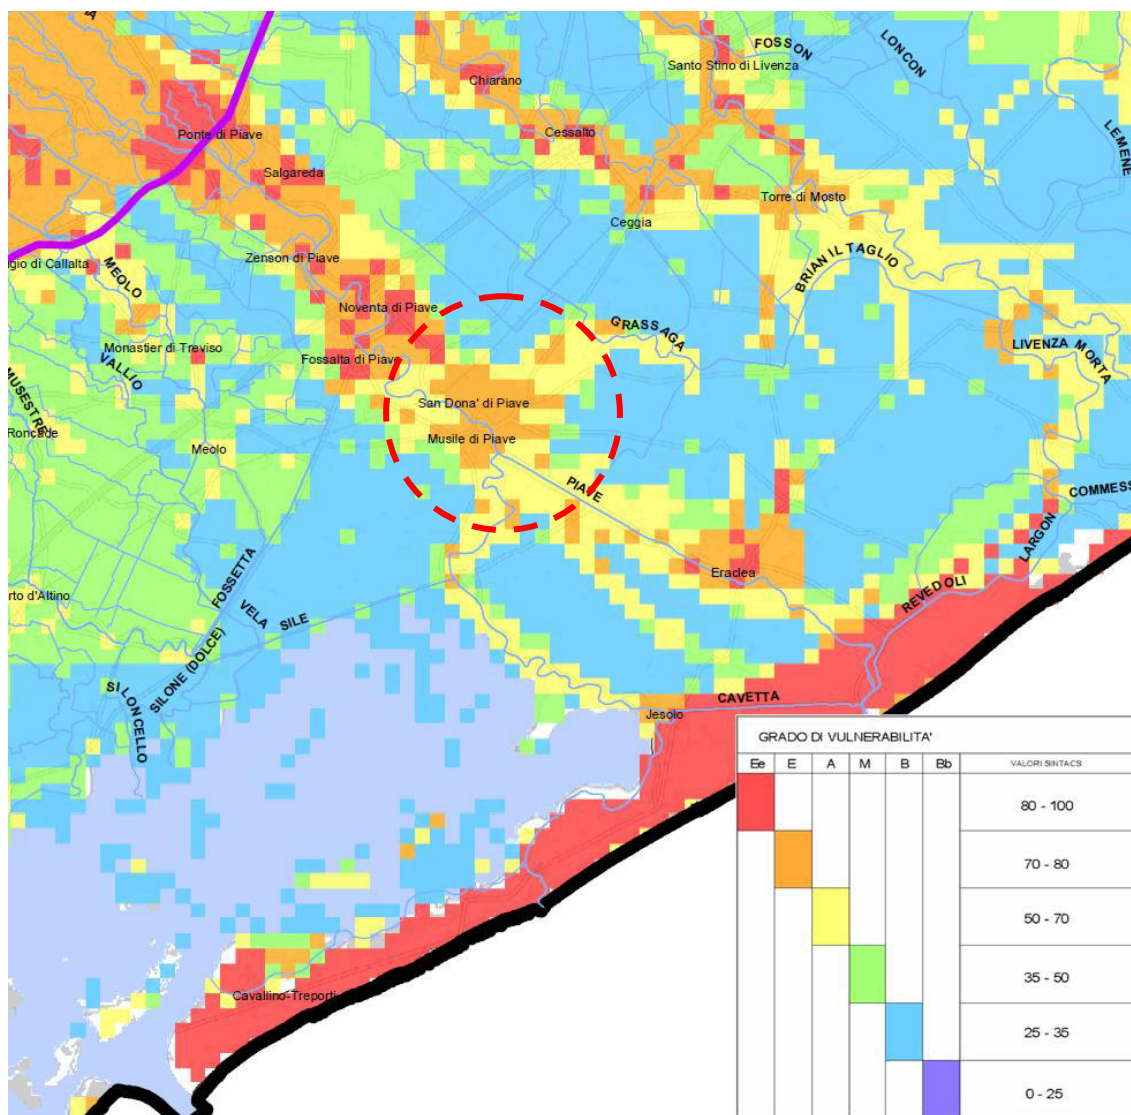 FOSSON
LONCON
Santo Stino di Livenza
Chiarano
LEMENE
Ponte di Piave
Cessalto
Salgareda
Torre di Mosto
Ceggia
gio di Callalta
Zenson di Piave
MEOLO
BRIAN IL TAGLIO
Noventa di Piave
GRASSAGA
Monastier di Treviso
LIVENZA MORTA
Fossalta di Piave
VALLIO
MUSESTRE
San Dona' di Piave
Roncade
Musile di Piave
Meolo
PIAVE
COMMESS
LARGON
Eraclea
FOSSETTA
REVEDOLI
rto d'Altino
VELA
SILE
SILONE (DOLCE)
SILONCELLO
CAVETTA
Jesolo
Cavallino-Treporti
GRADO DI VULNERABILITA'
Ee E A M B Bb VALORI SINTACS
80 - 100
70 - 80
50 - 70
35 - 50
25 - 35
0 - 25